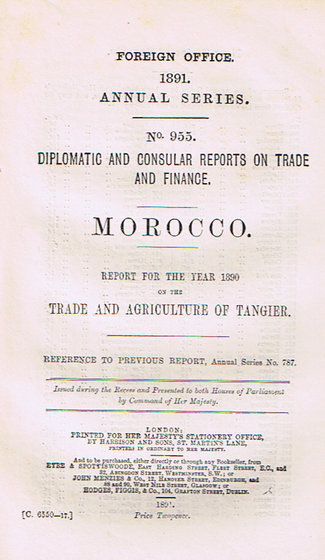 FOREIGN OFFICE.
1891.
ANNUAL SERIES.
No. 955.
DIPLOMATIC AND CONSULAR REPORTS ON TRADE
AND FINANCE.
MOROCCO.
REPORT FOR THE YEAR 1890
ON THE
TRADE AND AGRICULTURE OF TANGIER.
REFERENCE TO PREVIOUS REPORT, Annual Series No. 787.
Issued during the Recess and Presented to both Houses of Parliament
by Command of Her Majesty.
LONDON:
PRINTED FOR HER MAJESTY'S STATIONERY OFFICE,
BY HARRISON AND SONS, ST. MARTIN'S LANE,
PRINTERS IN ORDINARY TO HER MAJESTY.
And to be purchased, either directly or through any Bookseller, from
EYRE & SPOTTISWOODE, EAST HARDING STREET, FLEET STREET, E.C., and
32, ABINGDON STREET, WESTMINSTER, S.W.; or
JOHN MENZIES & Co., 12, HANOVER STREET, EDINBURGH, and
88 and 90, WEST NILE STREET, GLASGOW; or
HODGES, FIGGIS, & Co., 104, GRAFTON STREET, DUBLIN.
1891.
[C. 6550—17.] Price Twopence.